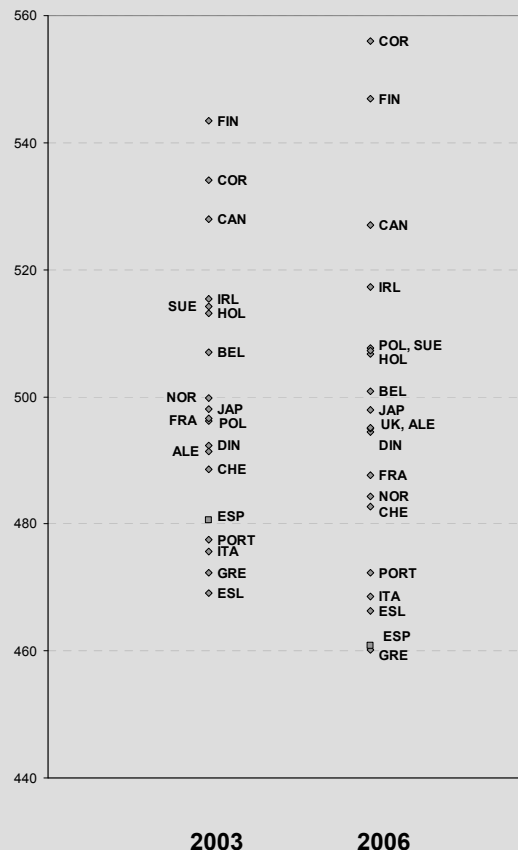 560
COR
FIN
540
FIN
COR
CAN
CAN
520
IRL
IRL
SUE
HOL
POL, SUE
HOL
BEL
BEL
500
NOR
JAP
JAP
FRA
POL
UK, ALE
DIN
DIN
ALE
CHE
FRA
NOR
CHE
480
ESP
PORT
ITA
PORT
GRE
ITA
ESL
ESL
ESP
460
GRE
440
2003 2006